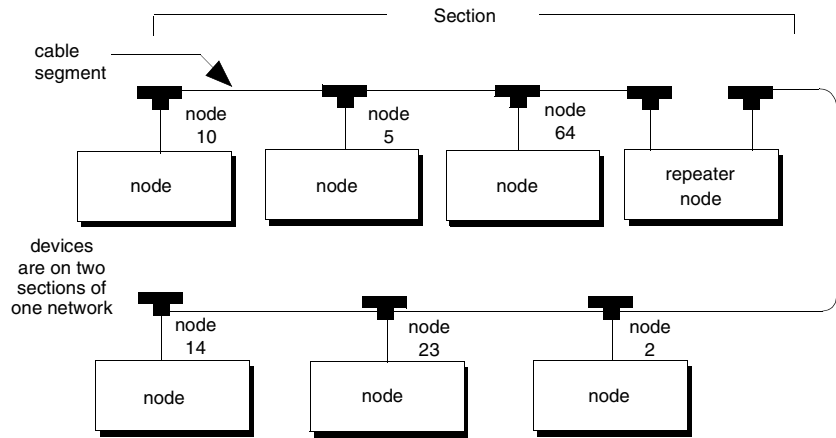 Section
cable
segment
node
10
node
5
node
64
node
node
node
repeater
node
devices
are on two
sections of
one network
node
14
node
23
node
2
node
node
node